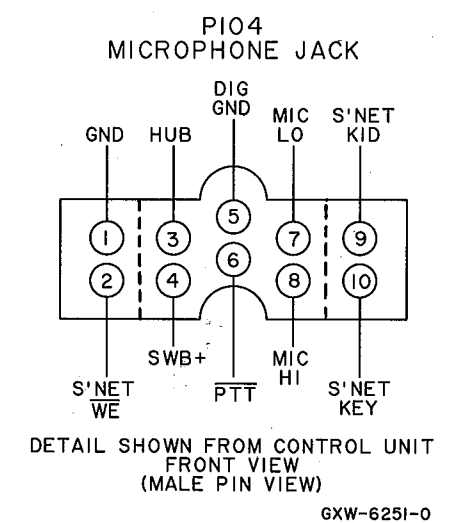 P104
MICROPHONE JACK
DIG
GND
MIC
LO
S'NET
KID
GND
HUB
1
3
5
7
9
2
4
6
8
10
SWB+
MIC
HI
S'NET
WE
PTT
S'NET
KEY
DETAIL SHOWN FROM CONTROL UNIT
FRONT VIEW
(MALE PIN VIEW)
GXW-6251-0